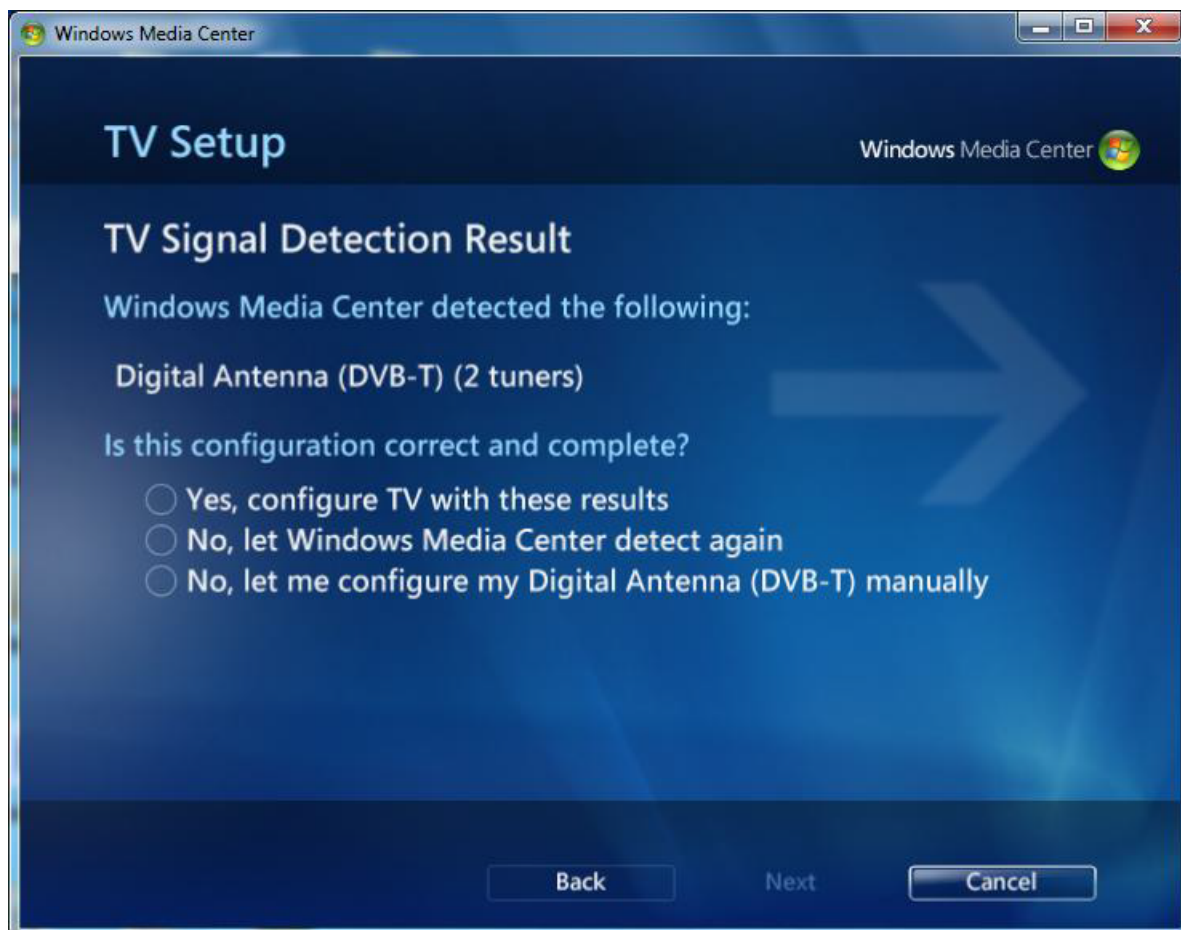 Windows Media Center
TV Setup
Windows Media Center
TV Signal Detection Result
Windows Media Center detected the following:
Digital Antenna (DVB-T) (2 tuners)
Is this configuration correct and complete?
Yes, configure TV with these results
No, let Windows Media Center detect again
No, let me configure my Digital Antenna (DVB-T) manually
Back Next Cancel